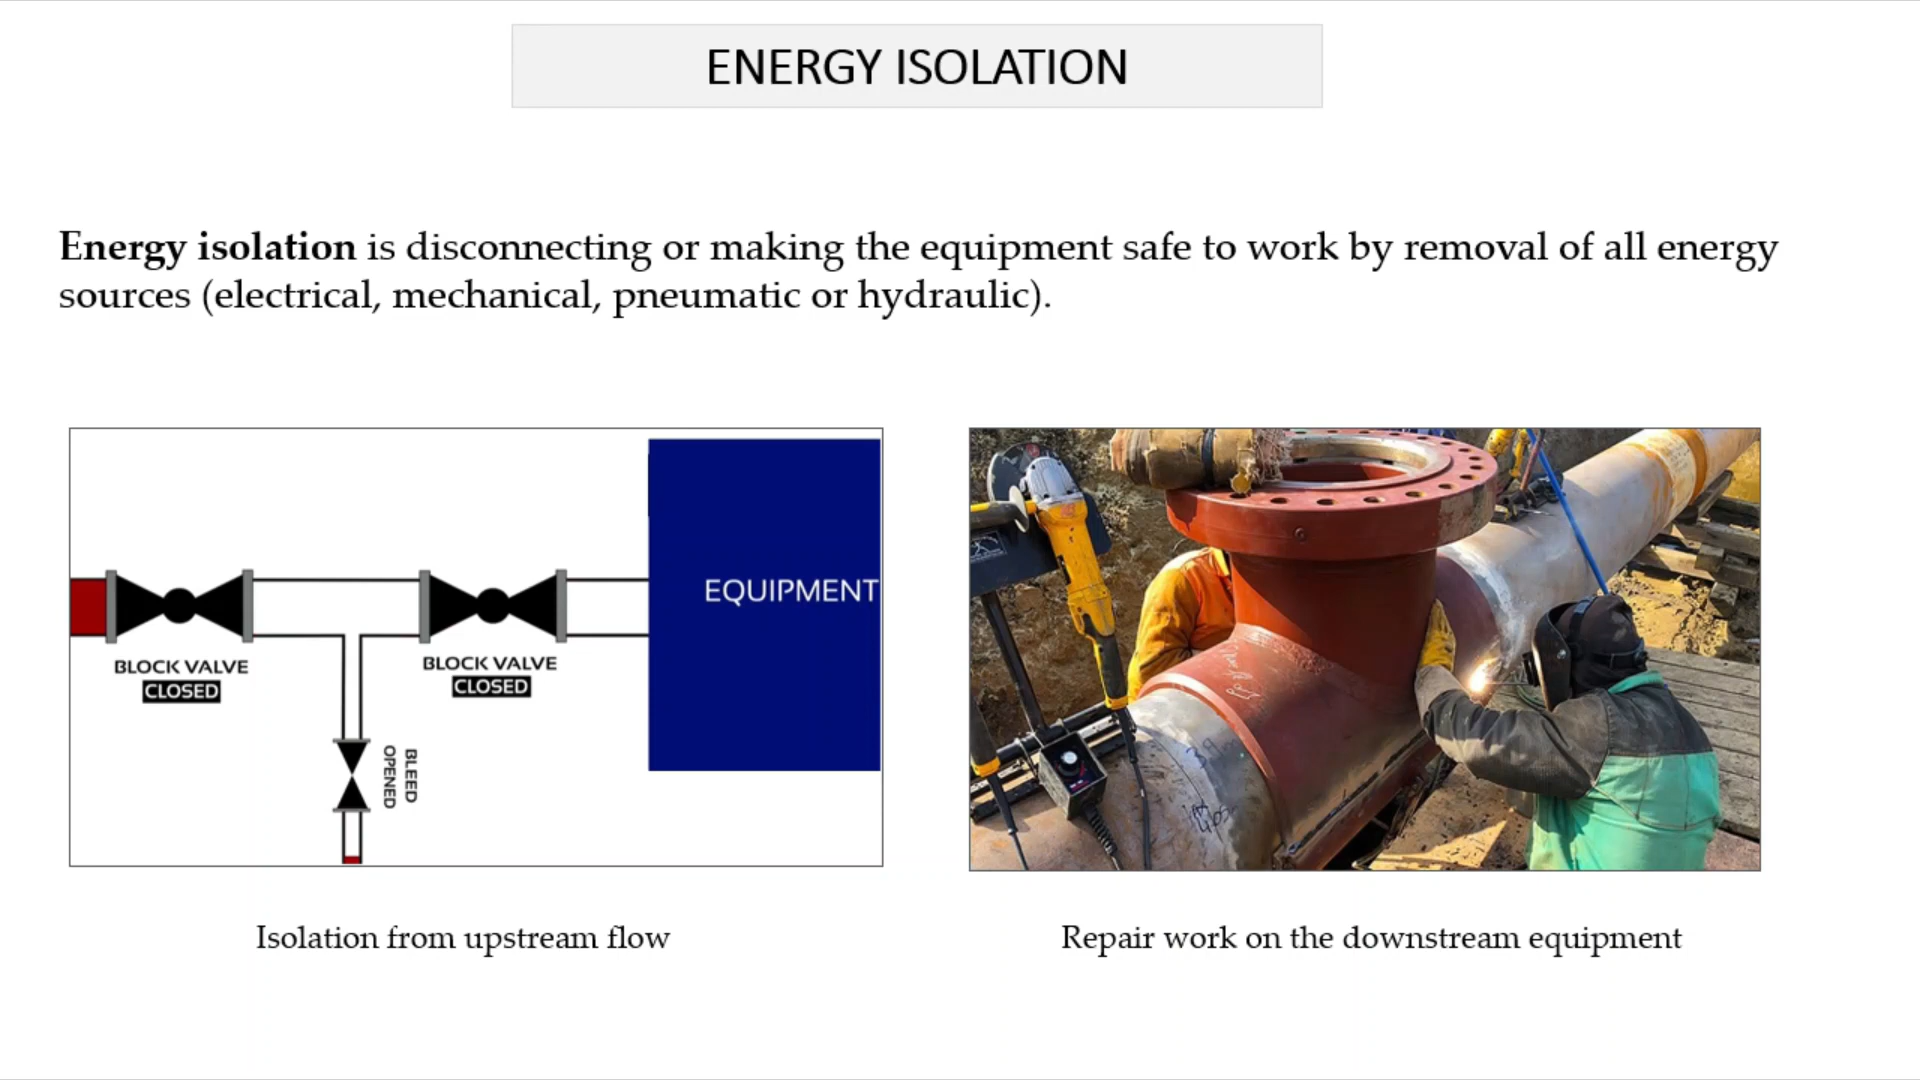 ENERGY ISOLATION
Energy isolation is disconnecting or making the equipment safe to work by removal of all energy
sources (electrical, mechanical, pneumatic or hydraulic).
EQUIPMENT
BLOCK VALVE
CLOSED
BLOCK VALVE
CLOSED
BLEED
OPENED
Isolation from upstream flow
Repair work on the downstream equipment